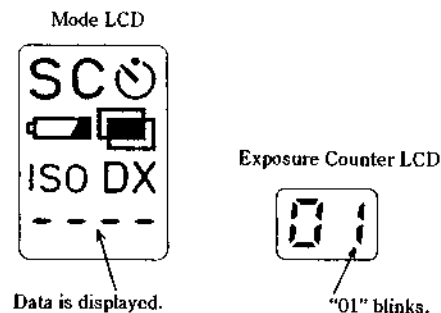 Mode LCD
SC
ISO DX
- - - -
Data is displayed.
Exposure Counter LCD
01
"01" blinks.